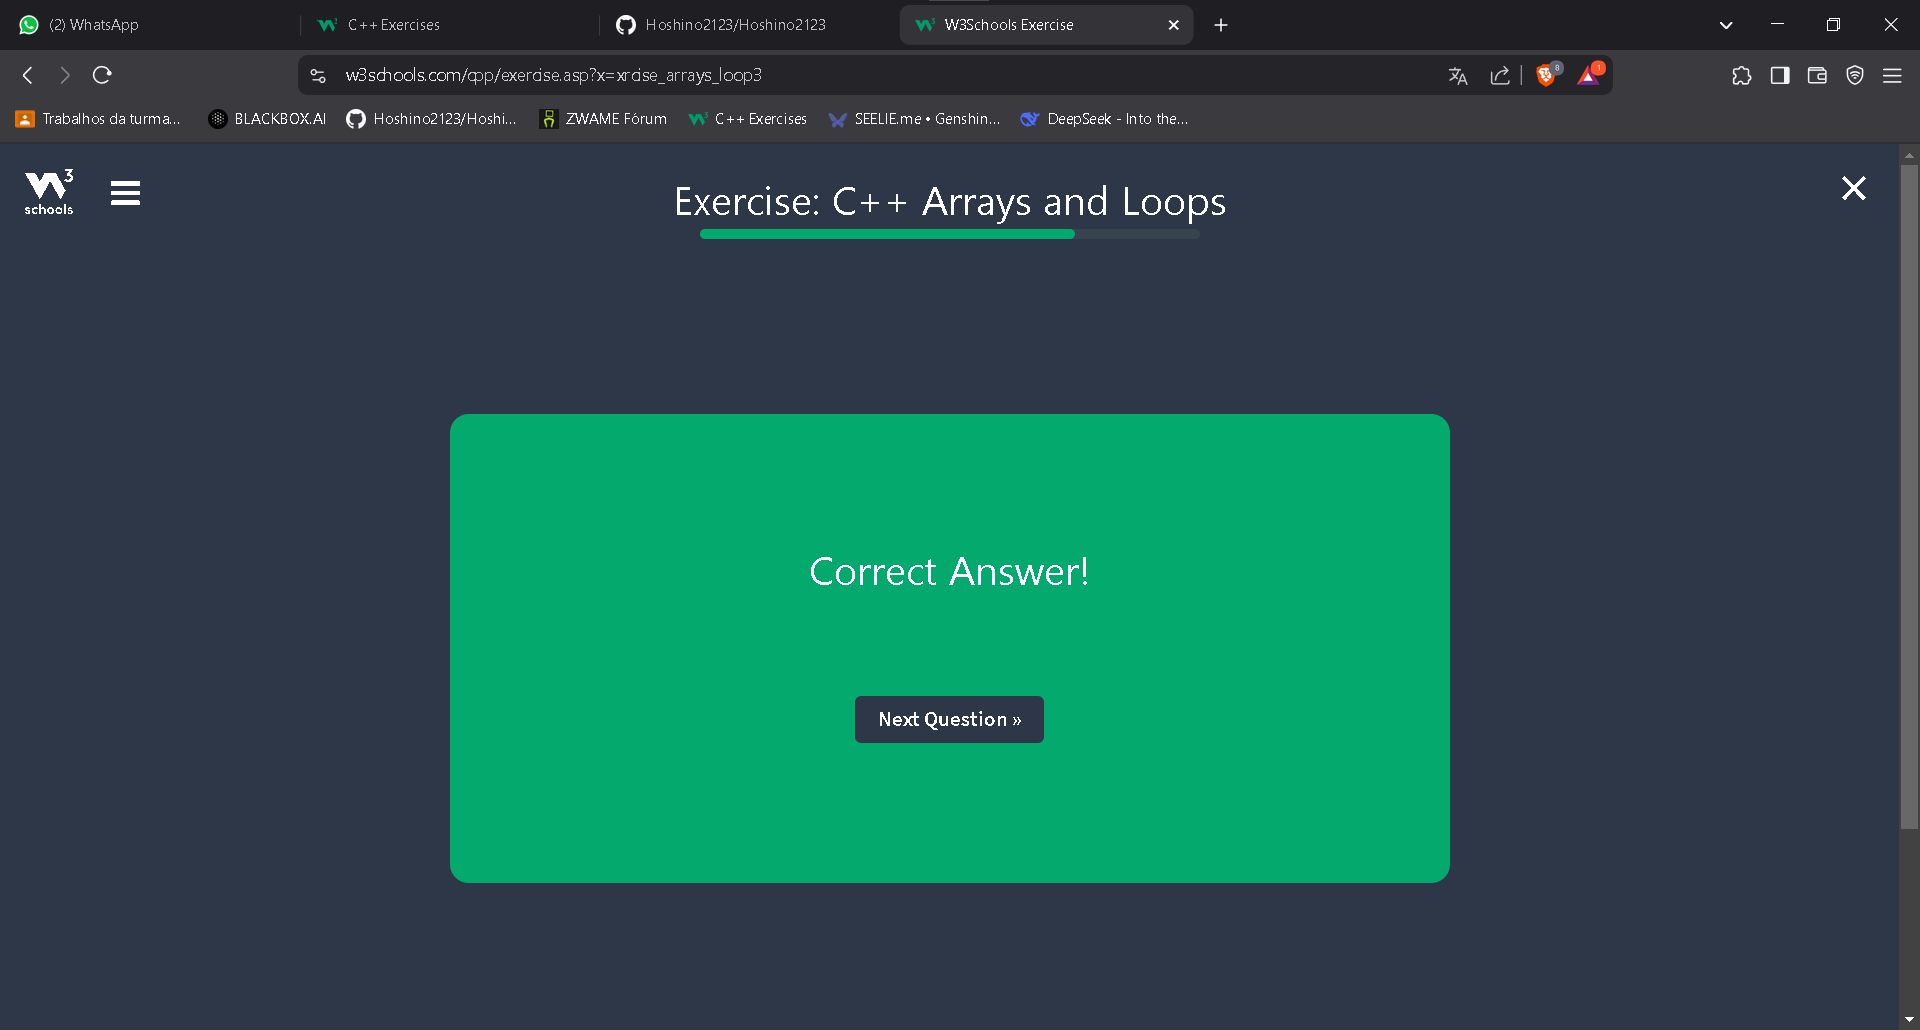 (2) WhatsApp
C++ Exercises
Hoshino2123/Hoshino2123
W3Schools Exercise
w3schools.com/cpp/exercise.asp?x=xrcise_arrays_loop3
8
1
Trabalhos da turma...
BLACKBOX.AI
Hoshino2123/Hoshi...
ZWAME Fórum
C++ Exercises
SEELIE.me • Genshin...
DeepSeek - Into the...
W3
schools
Exercise: C++ Arrays and Loops
Correct Answer!
Next Question »